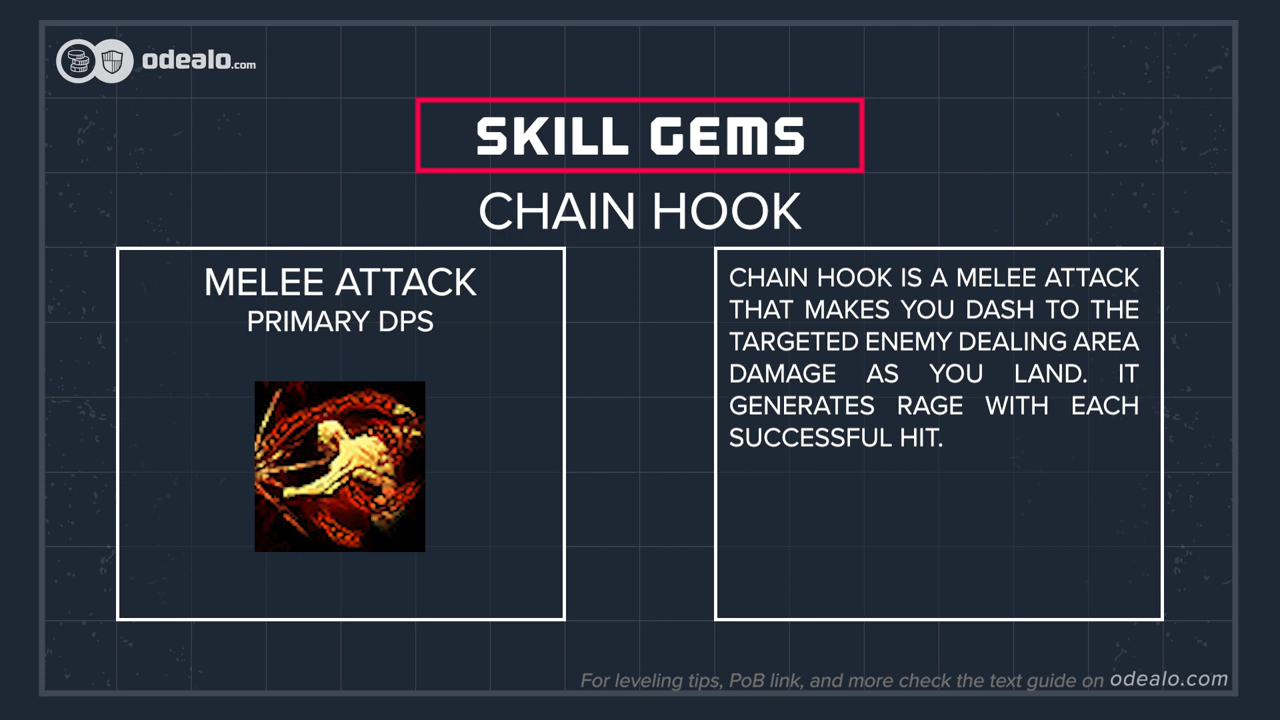 odealo.com
SKILL GEMS
CHAIN HOOK
MELEE ATTACK
PRIMARY DPS
CHAIN HOOK IS A MELEE ATTACK
THAT MAKES YOU DASH TO THE
TARGETED ENEMY DEALING AREA
DAMAGE AS YOU LAND. IT
GENERATES RAGE WITH EACH
SUCCESSFUL HIT.
For leveling tips, PoB link, and more check the text guide on odealo.com